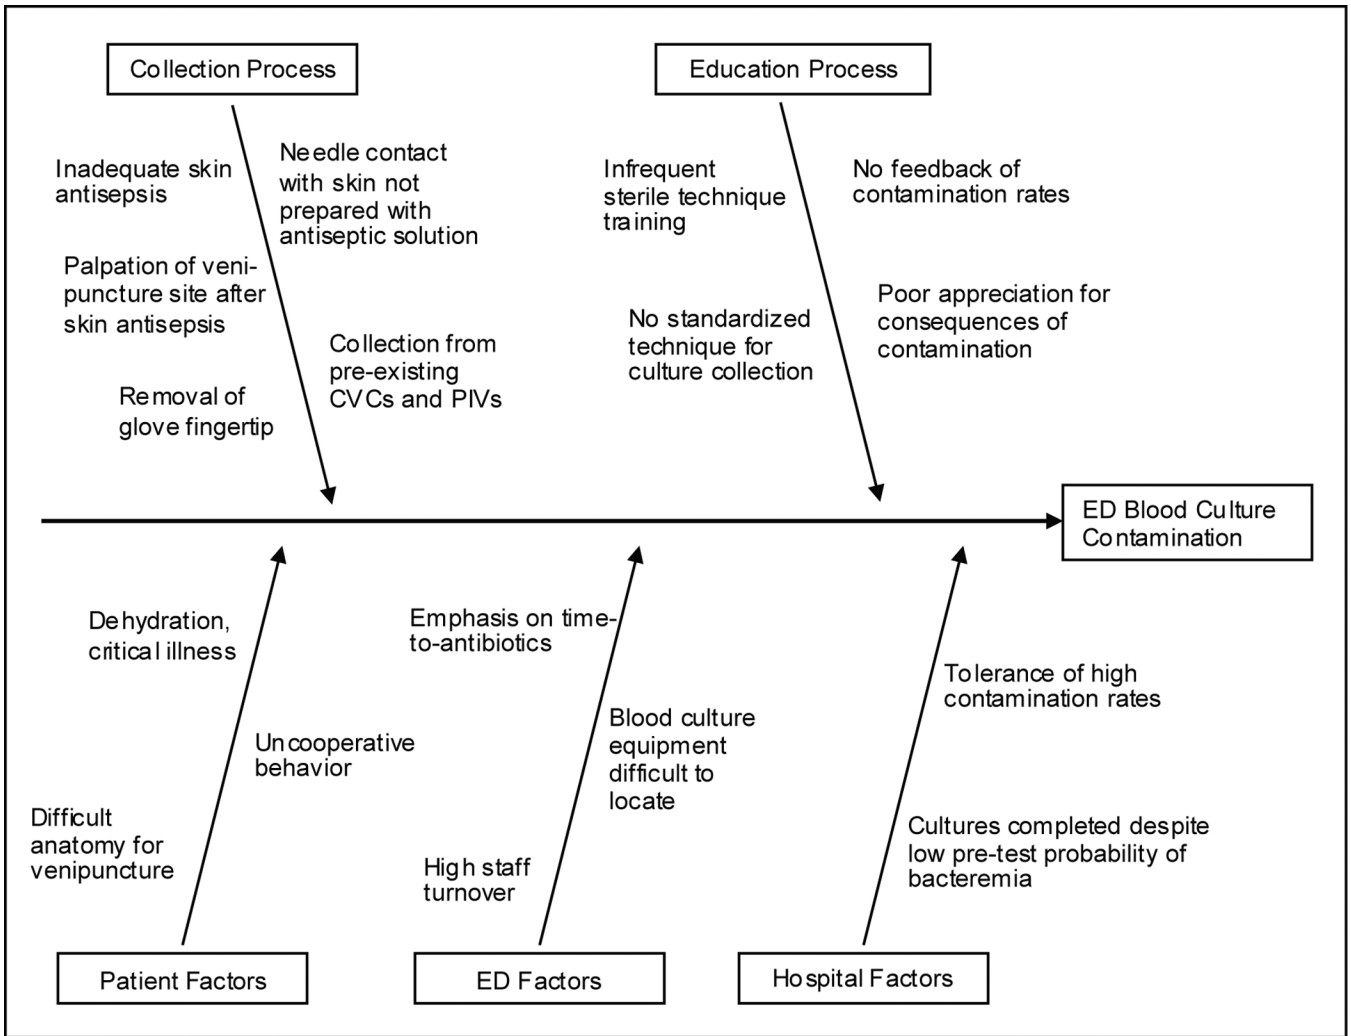 Collection Process
Education Process
Inadequate skin
antisepsis
Needle contact
with skin not
prepared with
antiseptic solution
Palpation of veni-
puncture site after
skin antisepsis
Collection from
pre-existing
CVCs and PIVs
Removal of
glove fingertip
Infrequent
sterile technique
training
No feedback of
contamination rates
No standardized
technique for
culture collection
Poor appreciation for
consequences of
contamination
ED Blood Culture
Contamination
Dehydration,
critical illness
Uncooperative
behavior
Difficult
anatomy for
venipuncture
Emphasis on time-
to-antibiotics
Blood culture
equipment
difficult to
locate
High staff
turnover
Tolerance of high
contamination rates
Cultures completed despite
low pre-test probability of
bacteremia
Patient Factors
ED Factors
Hospital Factors